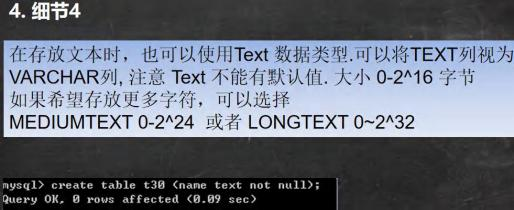 4. 细节4
在存放文本时，也可以使用Text 数据类型.可以将TEXT列视为
VARCHAR列, 注意 Text 不能有默认值. 大小 0-2^16 字节
如果希望存放更多字符，可以选择
MEDIUMTEXT 0-2^24 或者 LONGTEXT 0~2^32
mysql> create table t30 (name text not null);
Query OK, 0 rows affected (0.09 sec)